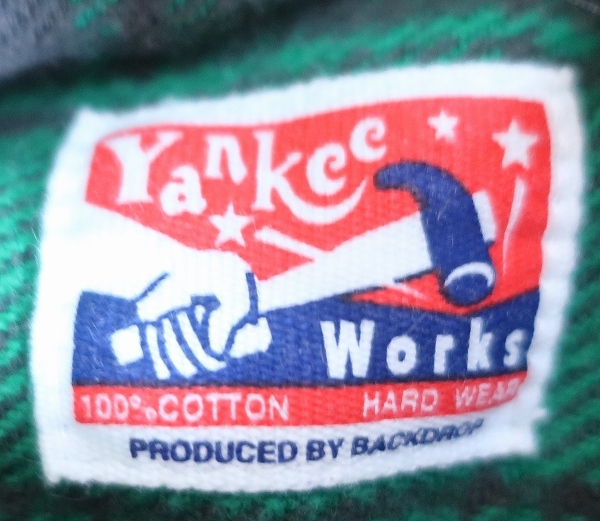 Yankee
Works
100%COTTON HARD WEAR
PRODUCED BY BACKDROP